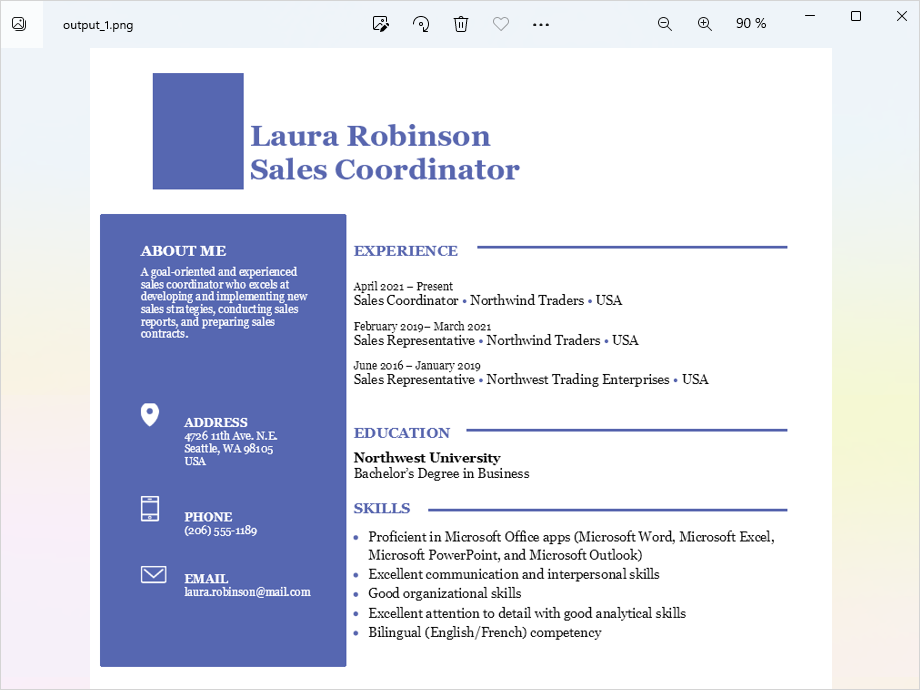 output_1.png
90 %
Laura Robinson
Sales Coordinator
ABOUT ME
A goal-oriented and experienced
sales coordinator who excels at
developing and implementing new
sales strategies, conducting sales
reports, and preparing sales
contracts.
ADDRESS
4726 11th Ave. N.E.
Seattle, WA 98105
USA
PHONE
(206) 555-1189
EMAIL
laura.robinson@mail.com
EXPERIENCE
April 2021 – Present
Sales Coordinator • Northwind Traders • USA
February 2019– March 2021
Sales Representative • Northwind Traders • USA
June 2016 – January 2019
Sales Representative • Northwest Trading Enterprises • USA
EDUCATION
Northwest University
Bachelor's Degree in Business
SKILLS
• Proficient in Microsoft Office apps (Microsoft Word, Microsoft Excel,
Microsoft PowerPoint, and Microsoft Outlook)
• Excellent communication and interpersonal skills
• Good organizational skills
• Excellent attention to detail with good analytical skills
• Bilingual (English/French) competency